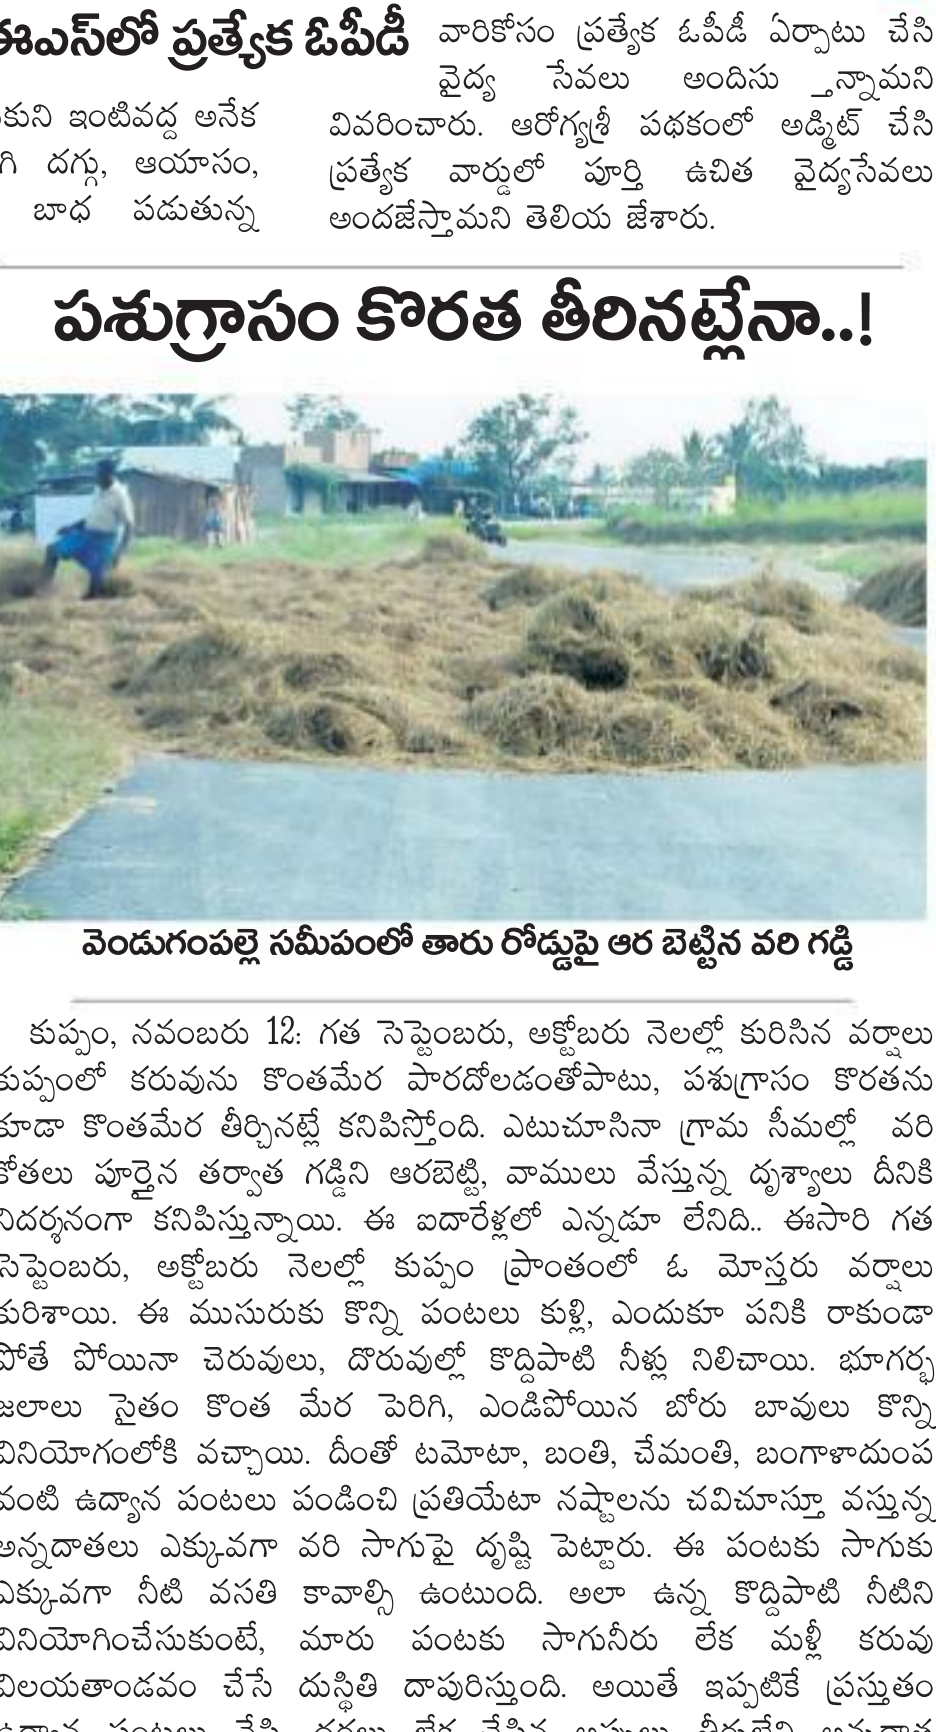 ఈఎస్‌లో ప్రత్యేక ఓపీడీ
కుని ఇంటివద్ద అనేక
గి దగ్గు, ఆయాసం,
బాధ పడుతున్న
వారికోసం ప్రత్యేక ఓపీడీ ఏర్పాటు చేసి
వైద్య సేవలు అందిసు ్తన్నామని
వివరించారు. ఆరోగ్యశ్రీ పథకంలో అడ్మిట్ చేసి
ప్రత్యేక వార్డులో పూర్తి ఉచిత వైద్యసేవలు
అందజేస్తామని తెలియ జేశారు.
పశుగ్రాసం కొరత తీరినట్లేనా..!
వెండుగంపల్లె సమీపంలో తారు రోడ్డుపై ఆర బెట్టిన వరి గడ్డి
కుప్పం, నవంబరు 12: గత సెప్టెంబరు, అక్టోబరు నెలల్లో కురిసిన వర్షాలు
కుప్పంలో కరువును కొంతమేర పారదోలడంతోపాటు, పశుగ్రాసం కొరతను
కూడా కొంతమేర తీర్చినట్లే కనిపిస్తోంది. ఎటుచూసినా గ్రామ సీమల్లో వరి
కోతలు పూర్తైన తర్వాత గడ్డిని ఆరబెట్టి, వాములు వేస్తున్న దృశ్యాలు దీనికి
నిదర్శనంగా కనిపిస్తున్నాయి. ఈ ఐదారేళ్లలో ఎన్నడూ లేనిది.. ఈసారి గత
సెప్టెంబరు, అక్టోబరు నెలల్లో కుప్పం ప్రాంతంలో ఓ మోస్తరు వర్షాలు
కురిశాయి. ఈ ముసురుకు కొన్ని పంటలు కుళ్లి, ఎందుకూ పనికి రాకుండా
పోతే పోయినా చెరువులు, దొరువుల్లో కొద్దిపాటి నీళ్లు నిలిచాయి. భూగర్భ
జలాలు సైతం కొంత మేర పెరిగి, ఎండిపోయిన బోరు బావులు కొన్ని
వినియోగంలోకి వచ్చాయి. దీంతో టమోటా, బంతి, చేమంతి, బంగాళాదుంప
వంటి ఉద్యాన పంటలు పండించి ప్రతియేటా నష్టాలను చవిచూస్తూ వస్తున్న
అన్నదాతలు ఎక్కువగా వరి సాగుపై దృష్టి పెట్టారు. ఈ పంటకు సాగుకు
ఎక్కువగా నీటి వసతి కావాల్సి ఉంటుంది. అలా ఉన్న కొద్దిపాటి నీటిని
వినియోగించేసుకుంటే, మారు పంటకు సాగునీరు లేక మళ్లీ కరువు
విలయతాండవం చేసే దుస్థితి దాపురిస్తుంది. అయితే ఇప్పటికే ప్రస్తుతం